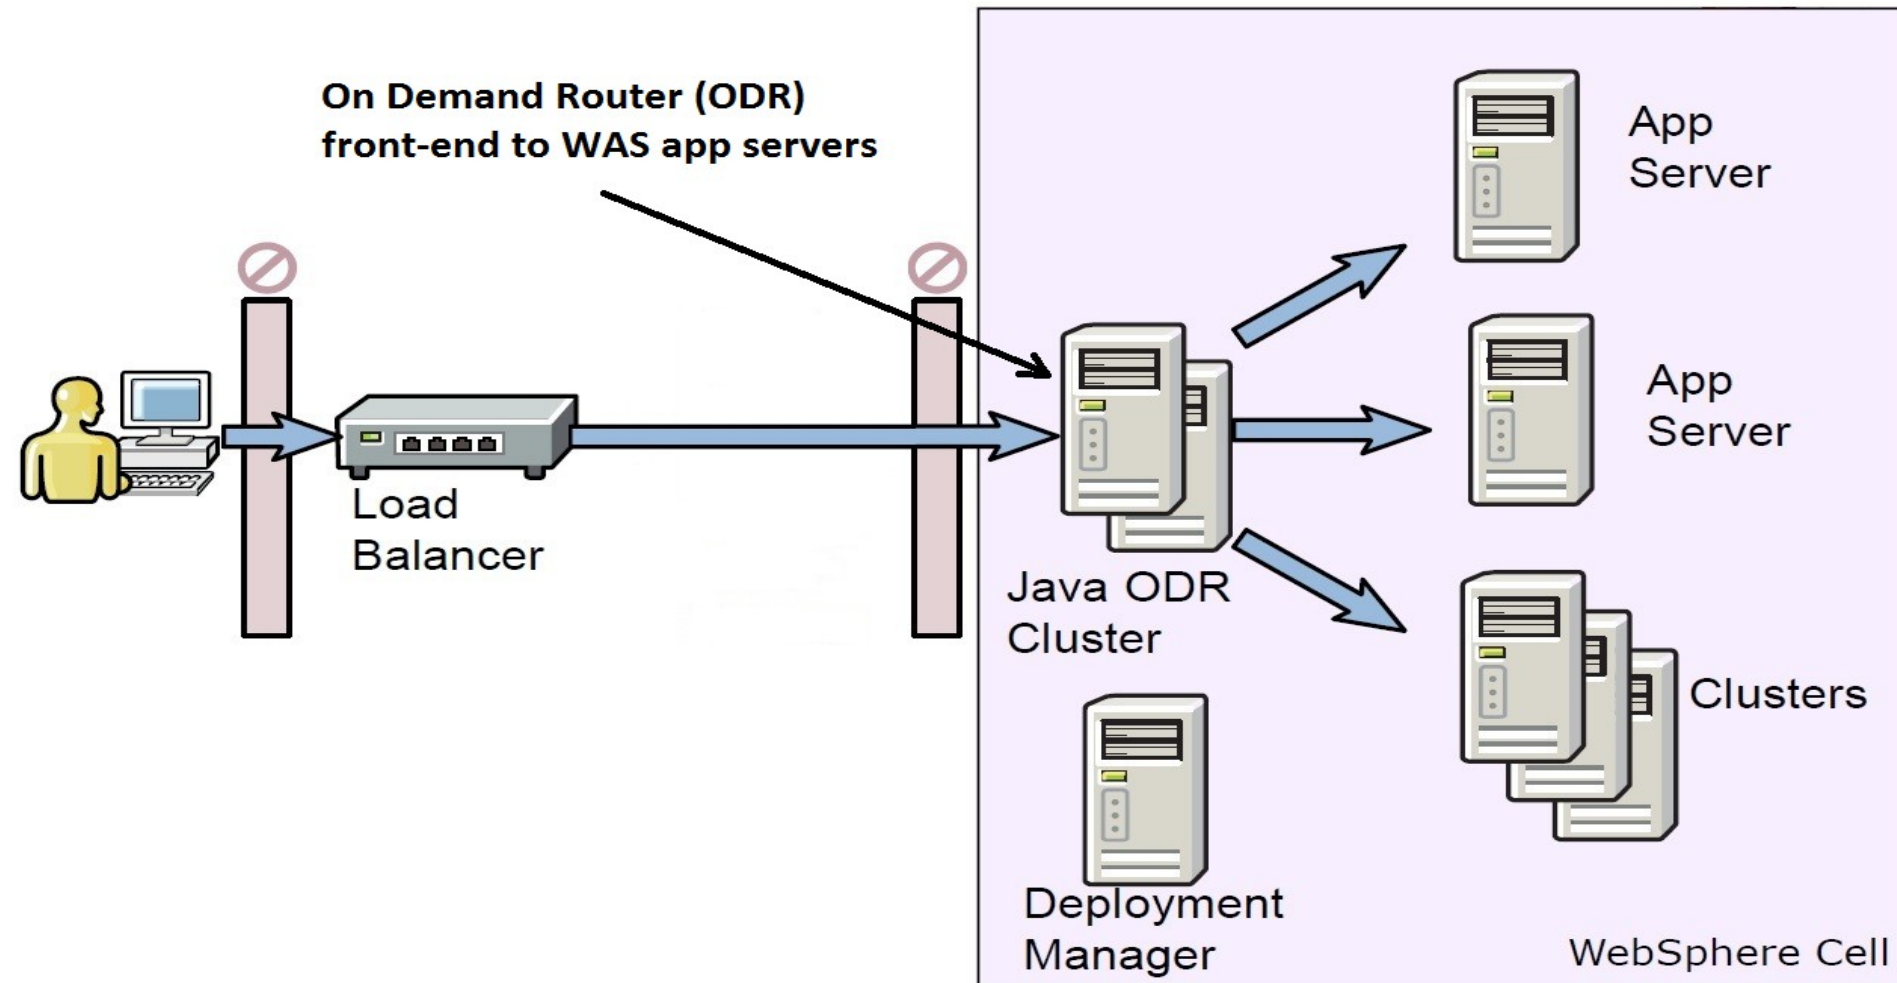 On Demand Router (ODR)
front-end to WAS app servers
App
Server
App
Server
Load
Balancer
Java ODR
Cluster
Clusters
Deployment
Manager
WebSphere Cell